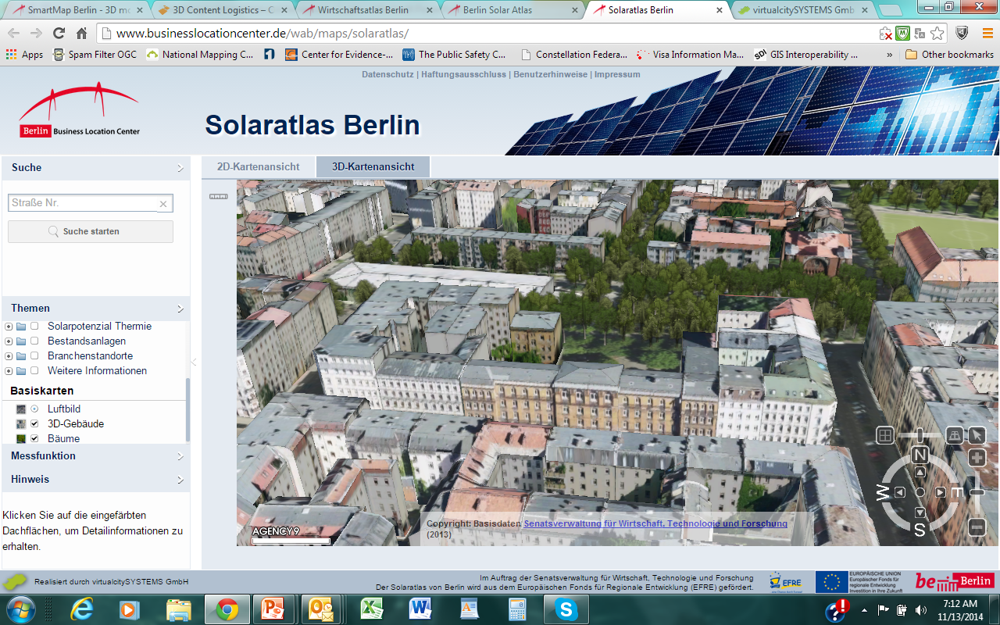 SmartMap Berlin - 3D mo
3D Content Logistics – C
Wirtschaftsatlas Berlin
Berlin Solar Atlas
Solaratlas Berlin
virtualcitySYSTEMS Gmb
www.businesslocationcenter.de/wab/maps/solaratlas/
Apps
Spam Filter OGC
National Mapping C...
Center for Evidence-...
The Public Safety C...
Constellation Federa...
Visa Information Ma...
GIS Interoperability ...
»
Other bookmarks
Datenschutz | Haftungsausschluss | Benutzerhinweise | Impressum
Berlin Business Location Center
Solaratlas Berlin
Suche
2D-Kartenansicht
3D-Kartenansicht
Straße Nr.
Suche starten
Themen
Solarpotenzial Thermie
Bestandsanlagen
Branchenstandorte
Weitere Informationen
Basiskarten
Luftbild
3D-Gebäude
Bäume
Messfunktion
Hinweis
Klicken Sie auf die eingefärbten
Dachflächen, um Detailinformationen zu
erhalten.
N
W
E
S
AGENCY9
Copyright: Basisdaten Senatsverwaltung für Wirtschaft, Technologie und Forschung
(2013)
Realisiert durch virtualcitySYSTEMS GmbH
Im Auftrag der Senatsverwaltung für Wirtschaft, Technologie und Forschung
Der Solaratlas von Berlin wird aus dem Europäischen Fonds für Regionale Entwicklung (EFRE) gefördert.
EFRE
EUROPÄISCHE UNION
Europäischer Fonds für
regionale Entwicklung
Investition in Ihre Zukunft
be Berlin
7:12 AM
11/13/2014